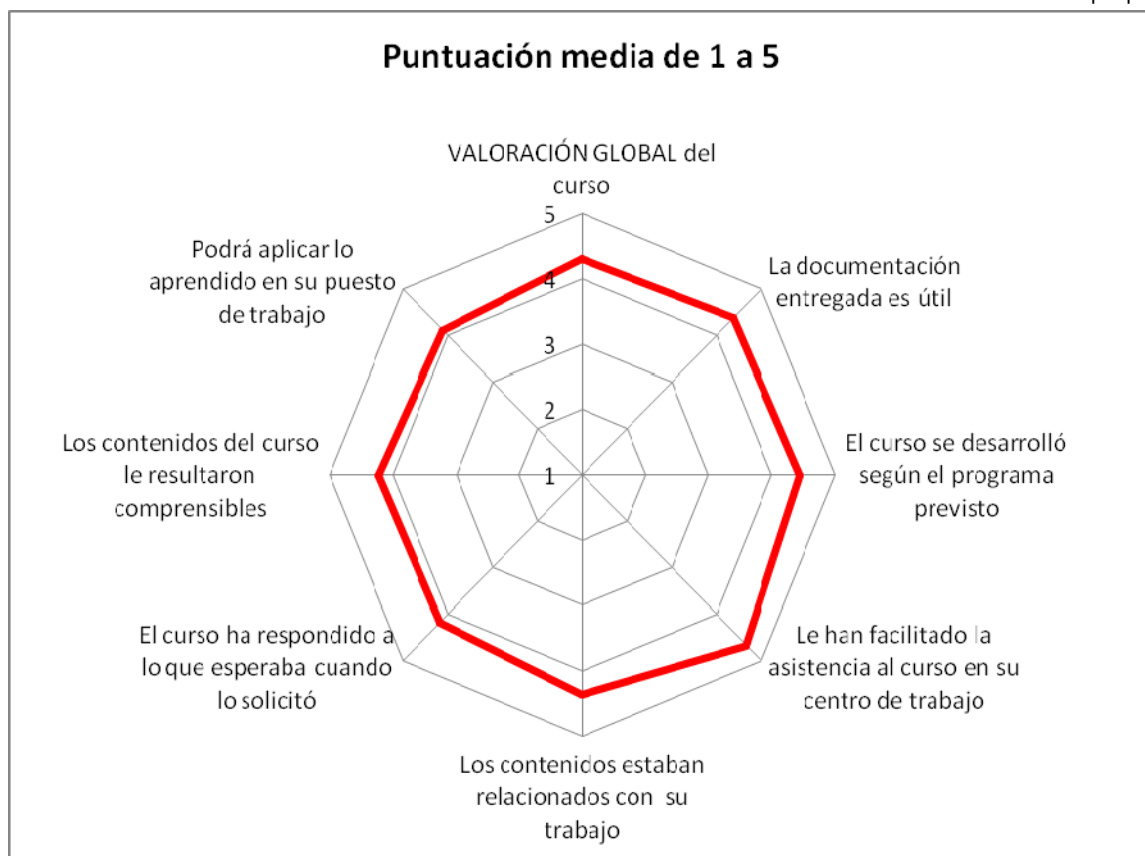 Puntuación media de 1 a 5
VALORACIÓN GLOBAL del
curso
La documentación
entregada es útil
El curso se desarrolló
según el programa
previsto
Le han facilitado la
asistencia al curso en su
centro de trabajo
Los contenidos estaban
relacionados con su
trabajo
El curso ha respondido a
lo que esperaba cuando
lo solicitó
Los contenidos del curso
le resultaron
comprensibles
Podrá aplicar lo
aprendido en su puesto
de trabajo
5
4
3
2
1